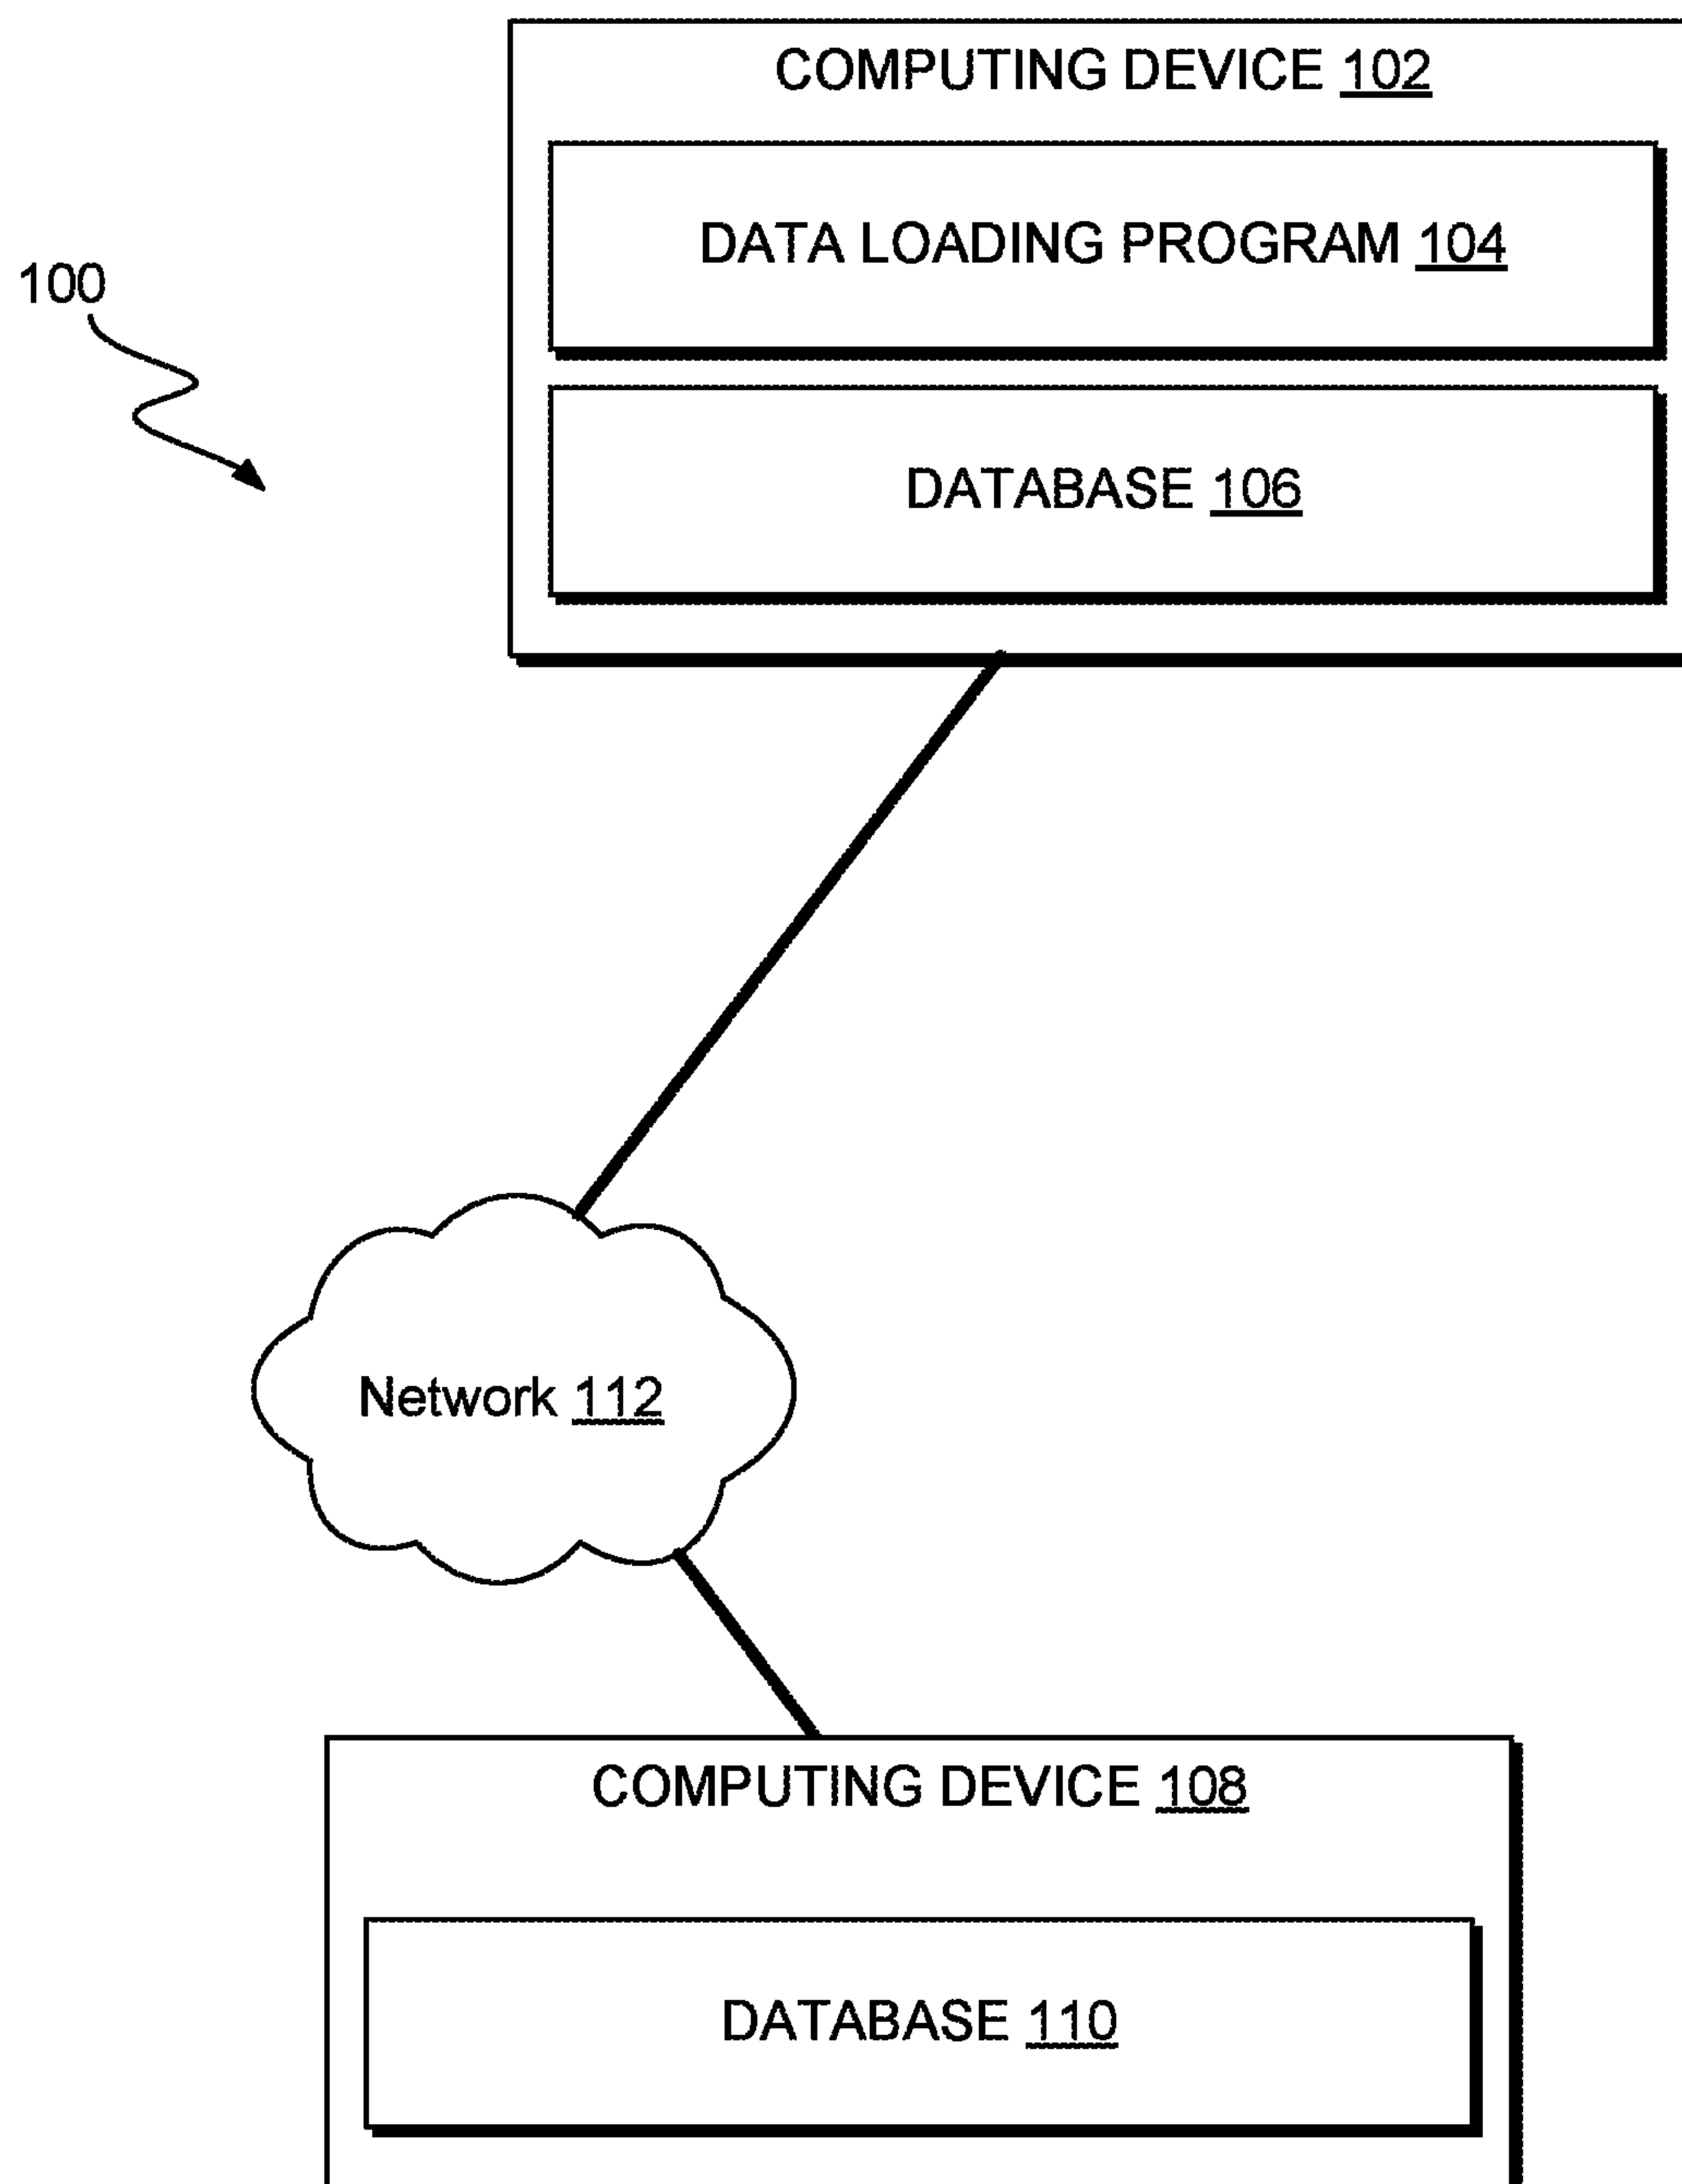 COMPUTING DEVICE 102
DATA LOADING PROGRAM 104
100
DATABASE 106
Network 112
COMPUTING DEVICE 108
DATABASE 110